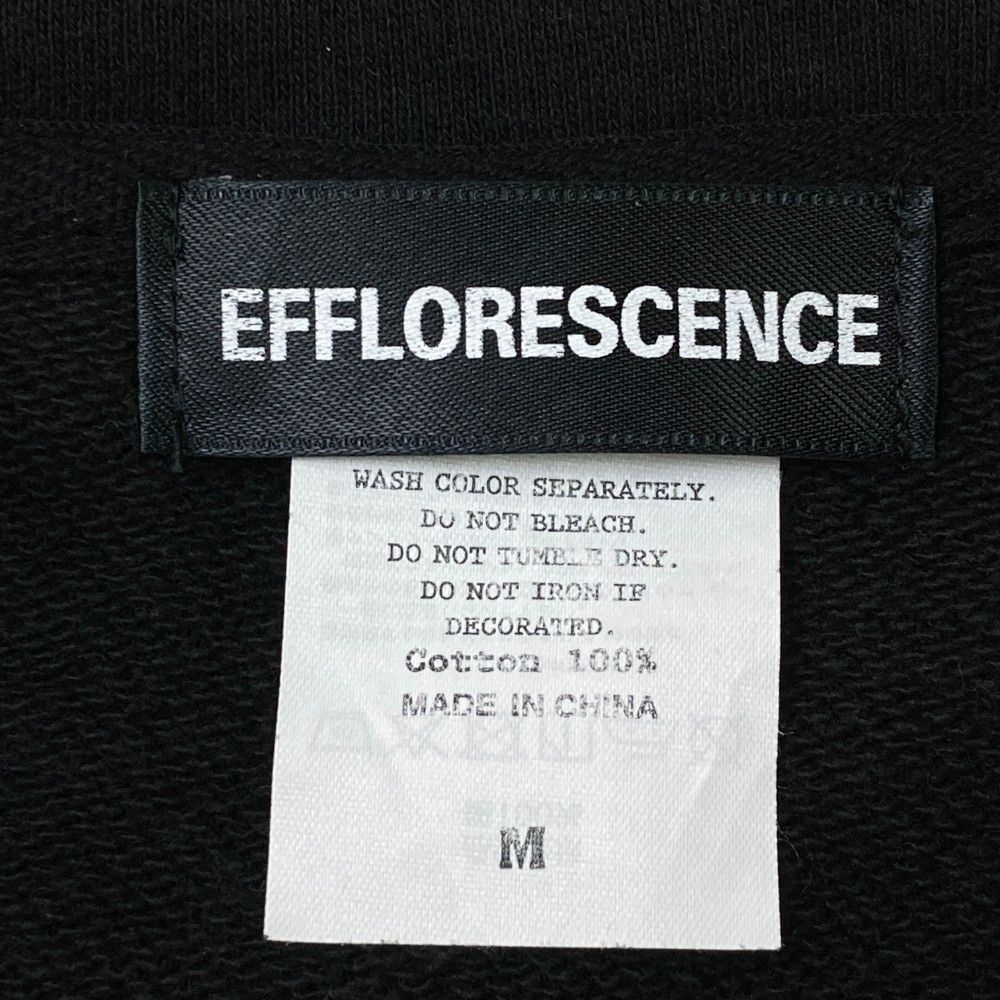 EFFLORESCENCE
WASH COLOR SEPARATELY.
DO NOT BLEACH.
DO NOT TUMBLE DRY.
DO NOT IRON IF
DECORATED.
Cotton 100%
MADE IN CHINA
M